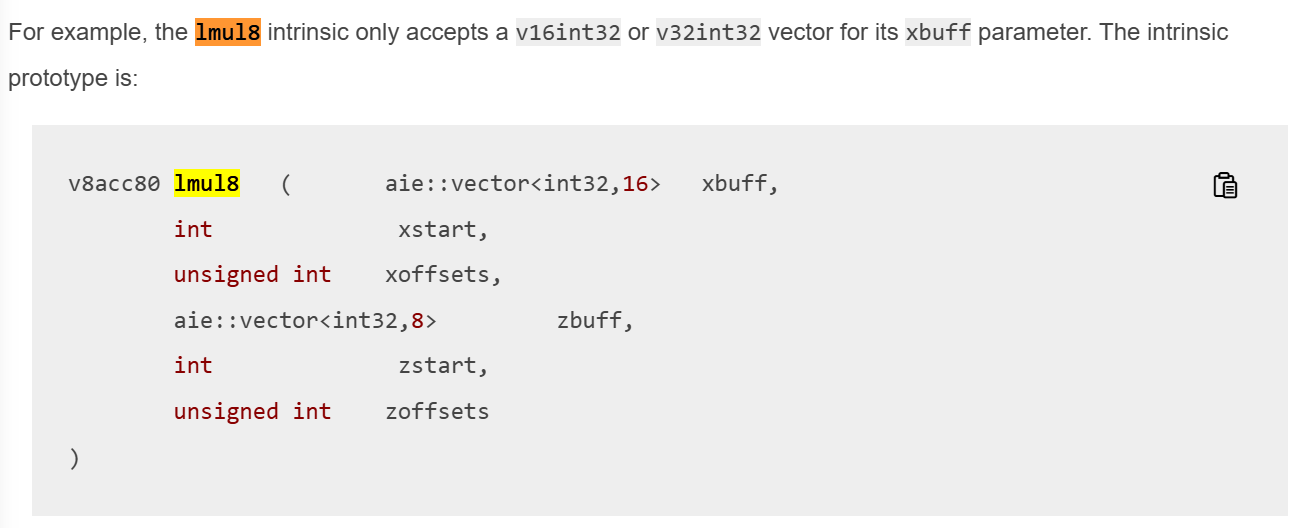 For example, the lmul8 intrinsic only accepts a v16int32 or v32int32 vector for its xbuff parameter. The intrinsic
prototype is:
v8acc80 lmul8 ( aie::vector<int32,16> xbuff,
int xstart,
unsigned int xoffsets,
aie::vector<int32,8> zbuff,
int zstart,
unsigned int zoffsets
)